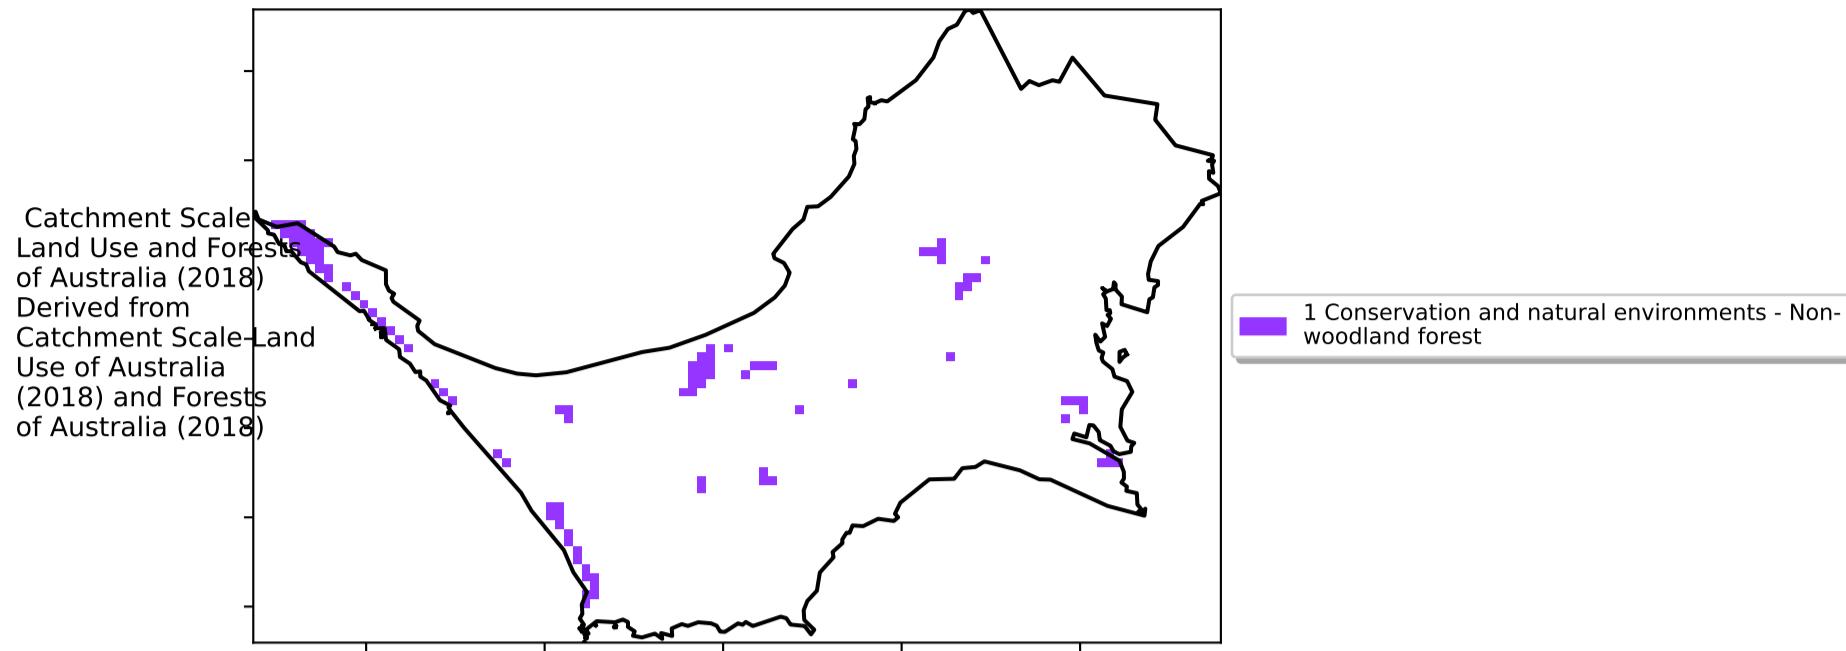 Catchment Scale
Land Use and Forests
of Australia (2018)
Derived from
Catchment Scale Land
Use of Australia
(2018) and Forests
of Australia (2018)
1 Conservation and natural environments - Non-
woodland forest